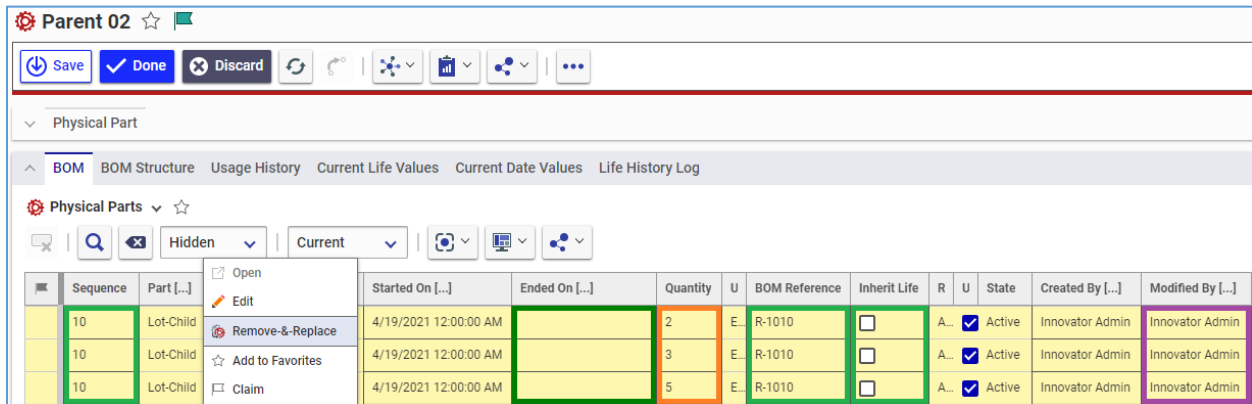 Parent 02
Save Done Discard
Physical Part
BOM BOM Structure Usage History Current Life Values Current Date Values Life History Log
Physical Parts
Hidden Current
Open
Edit
Remove-&-Replace
Add to Favorites
Claim
Sequence Part [...] Started On [...] Ended On [...] Quantity U BOM Reference Inherit Life R U State Created By [...] Modified By [...]
10 Lot-Child 4/19/2021 12:00:00 AM 2 E... R-1010 A... Active Innovator Admin Innovator Admin
10 Lot-Child 4/19/2021 12:00:00 AM 3 E... R-1010 A... Active Innovator Admin Innovator Admin
10 Lot-Child 4/19/2021 12:00:00 AM 5 E... R-1010 A... Active Innovator Admin Innovator Admin